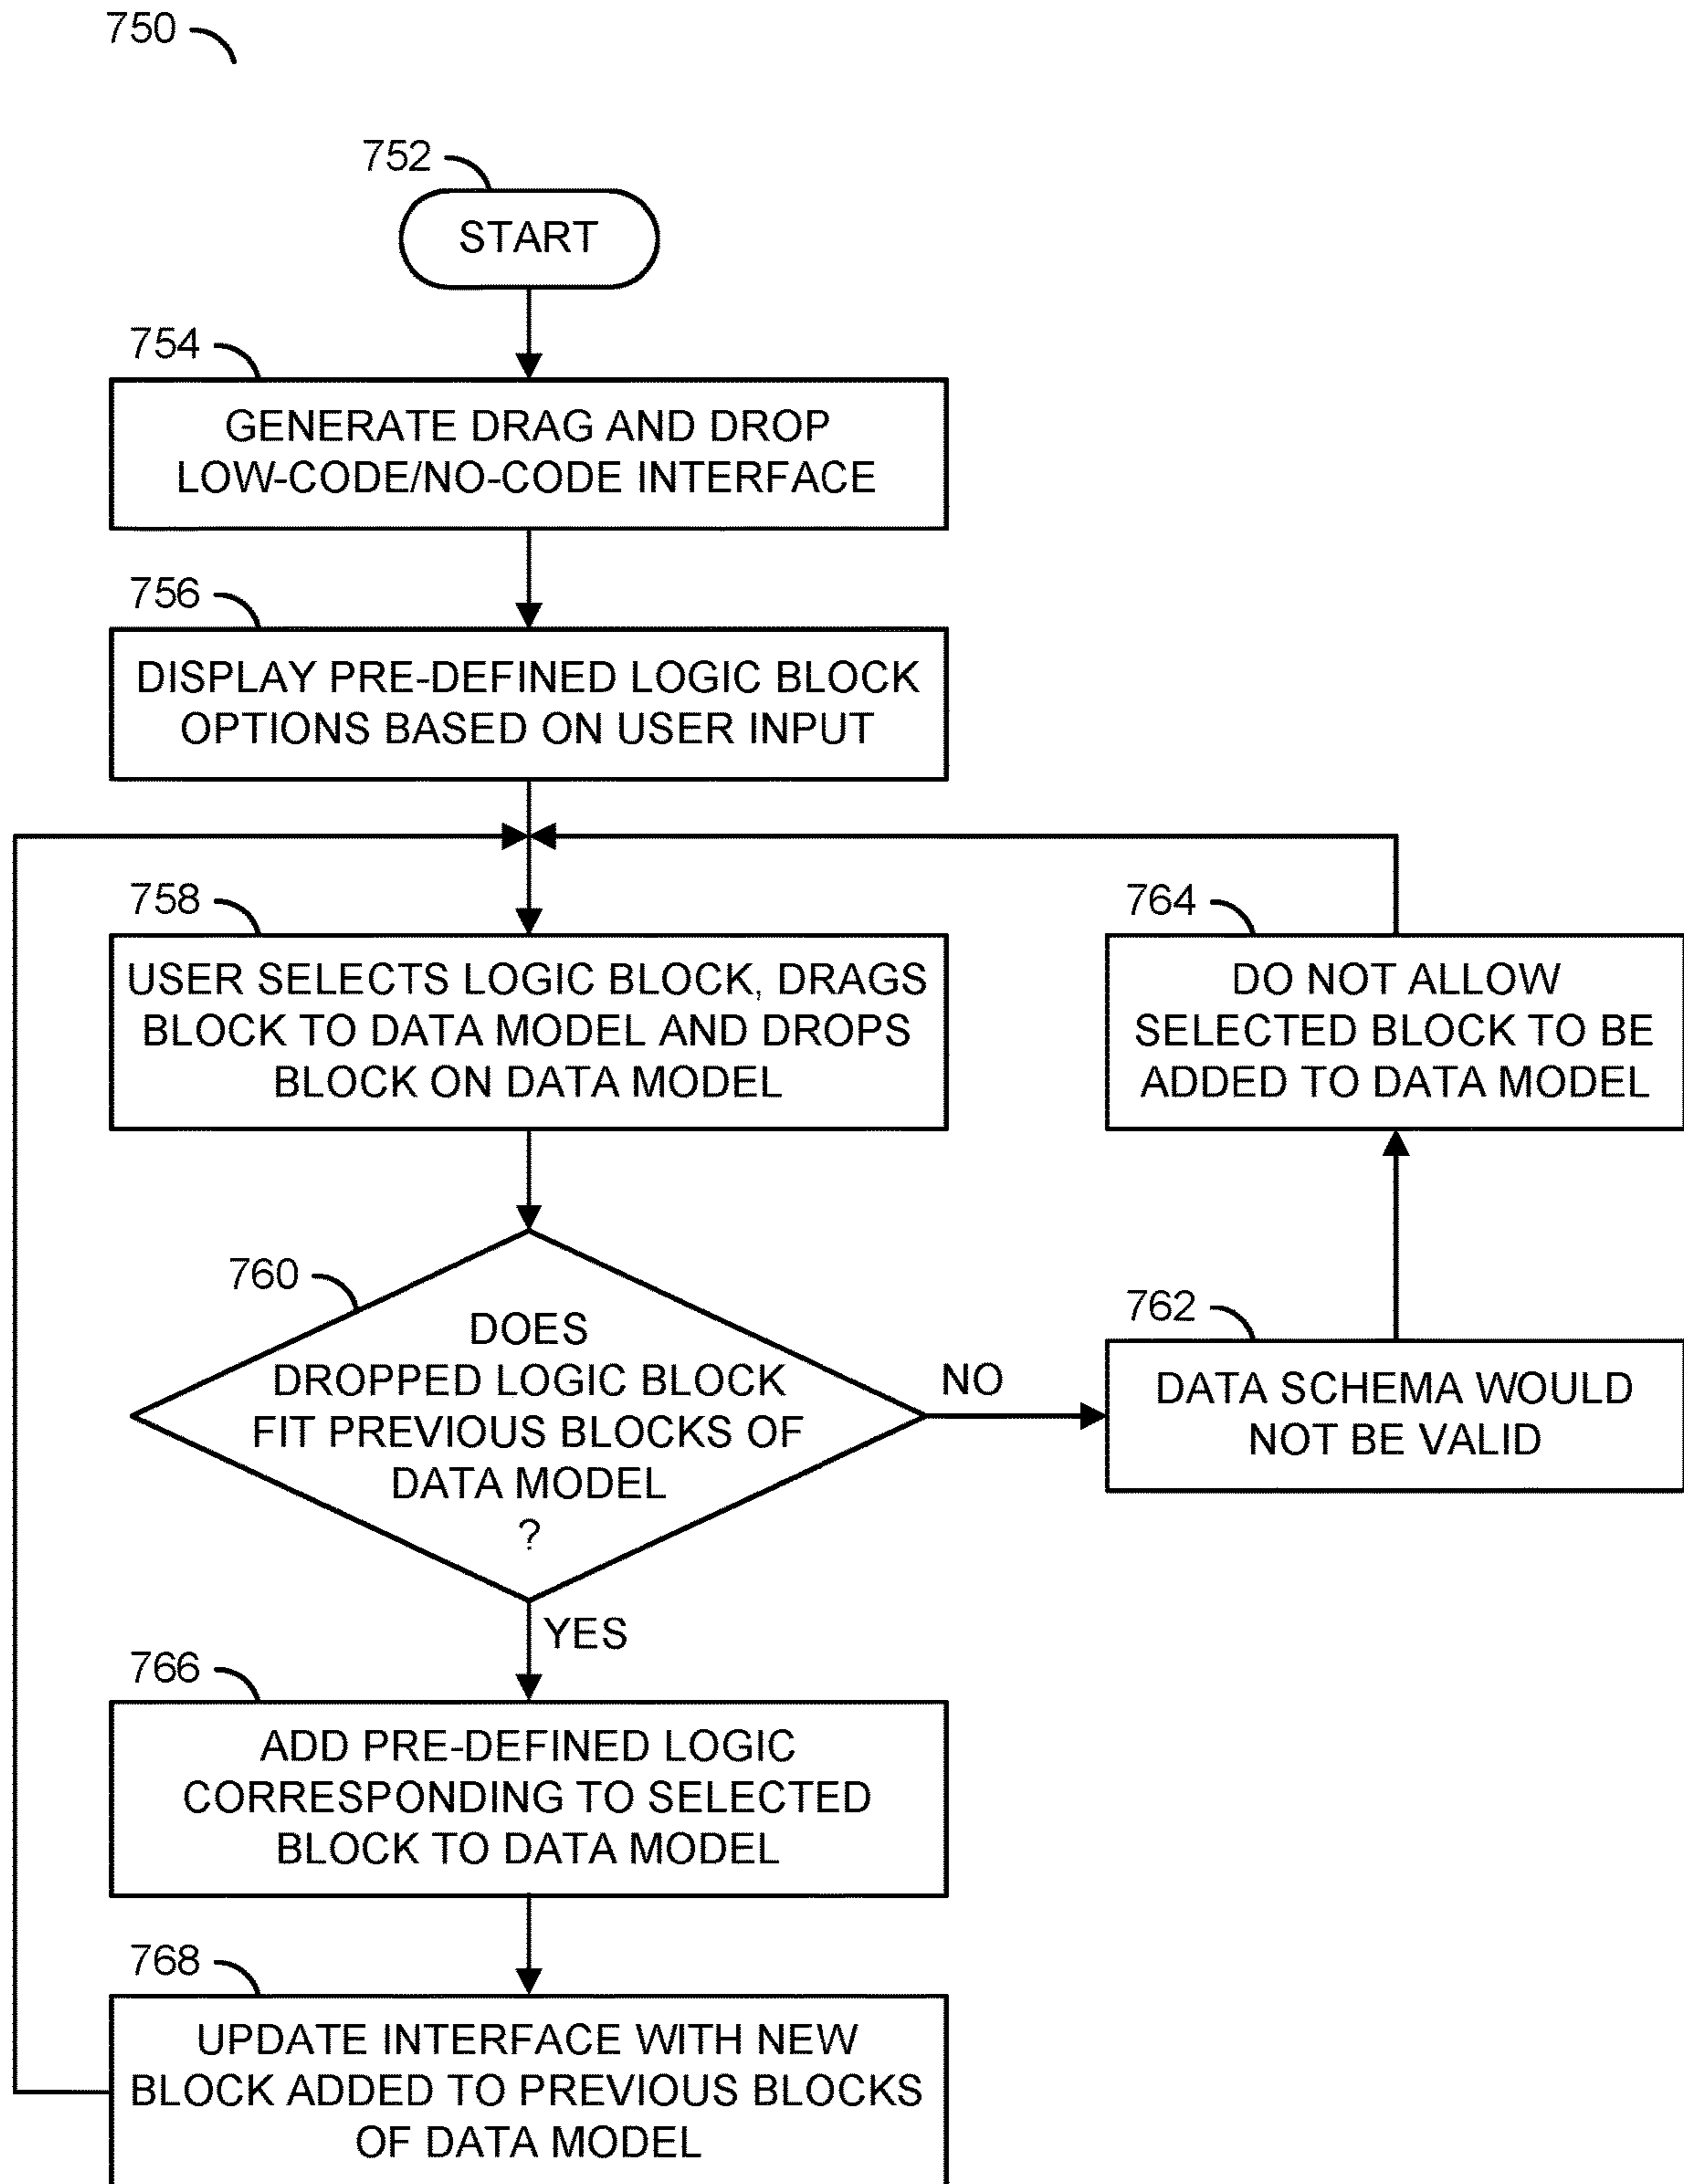 750
752
START
754
GENERATE DRAG AND DROP
LOW-CODE/NO-CODE INTERFACE
756
DISPLAY PRE-DEFINED LOGIC BLOCK
OPTIONS BASED ON USER INPUT
758
USER SELECTS LOGIC BLOCK, DRAGS
BLOCK TO DATA MODEL AND DROPS
BLOCK ON DATA MODEL
764
DO NOT ALLOW
SELECTED BLOCK TO BE
ADDED TO DATA MODEL
760
DOES
DROPPED LOGIC BLOCK
FIT PREVIOUS BLOCKS OF
DATA MODEL
?
NO
762
DATA SCHEMA WOULD
NOT BE VALID
YES
766
ADD PRE-DEFINED LOGIC
CORRESPONDING TO SELECTED
BLOCK TO DATA MODEL
768
UPDATE INTERFACE WITH NEW
BLOCK ADDED TO PREVIOUS BLOCKS
OF DATA MODEL